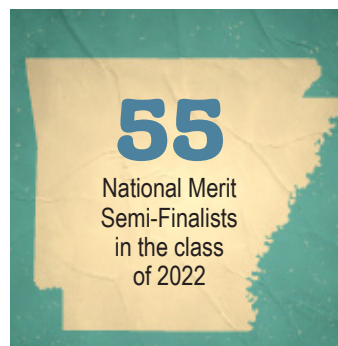 55
National Merit
Semi-Finalists
in the class
of 2022